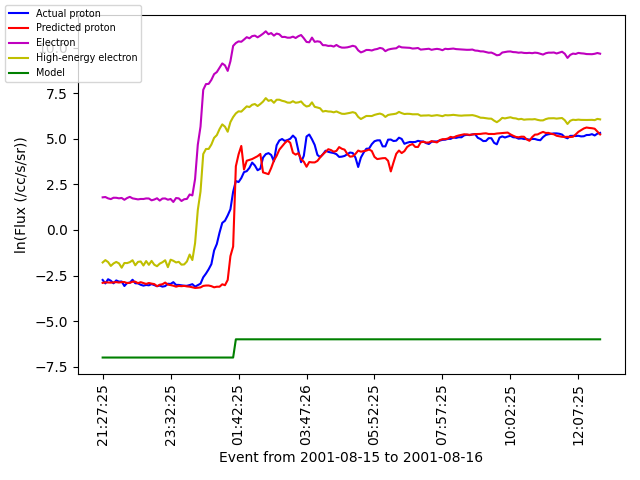 Actual proton
Predicted proton
Electron
High-energy electron
Model
10.0
7.5
5.0
2.5
0.0
−2.5
−5.0
−7.5
ln(Flux (/cc/s/sr))
21:27:25
23:32:25
01:42:25
03:47:26
05:52:25
07:57:25
10:02:25
12:07:25
Event from 2001-08-15 to 2001-08-16